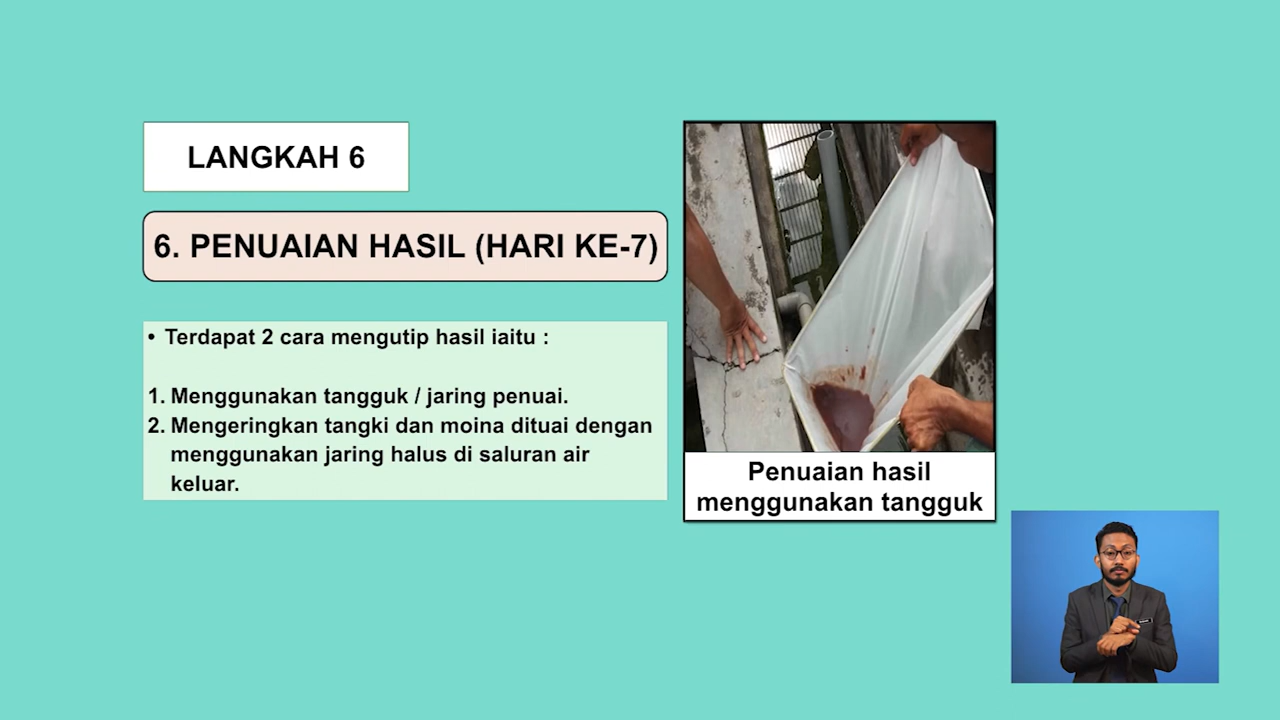 LANGKAH 6
6. PENUAIAN HASIL (HARI KE-7)
• Terdapat 2 cara mengutip hasil iaitu :
1. Menggunakan tangguk / jaring penuai.
2. Mengeringkan tangki dan moina dituai dengan
menggunakan jaring halus di saluran air
keluar.
Penuaian hasil
menggunakan tangguk